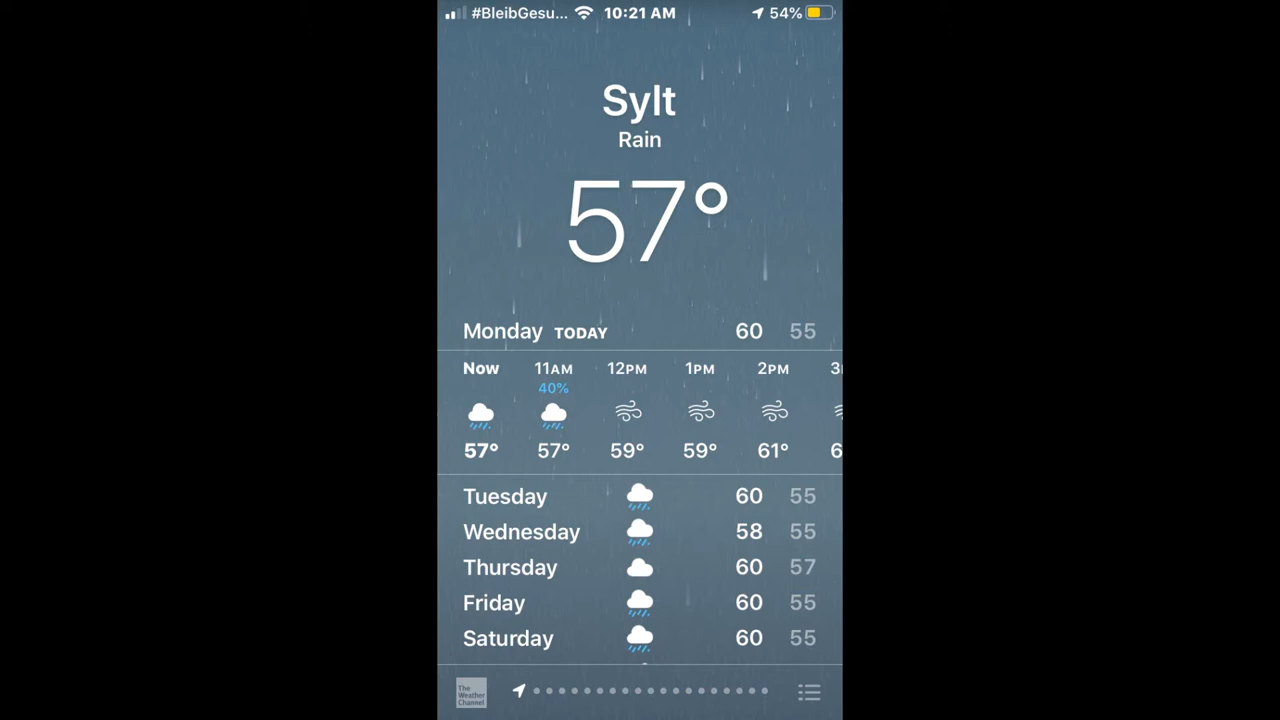 #BleibGesu... 10:21 AM 54%
Sylt
Rain
57°
Monday TODAY 60 55
Now 11AM 12PM 1PM 2PM
40%
57° 57° 59° 59° 61°
Tuesday 60 55
Wednesday 58 55
Thursday 60 57
Friday 60 55
Saturday 60 55
The
Weather
Channel